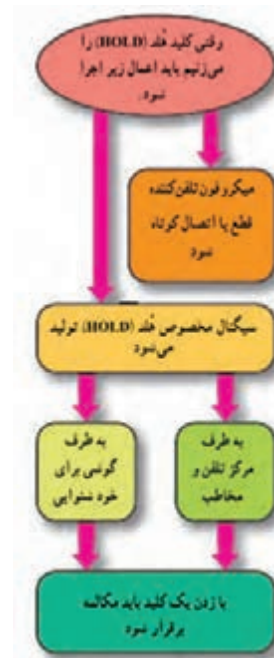 وقتی کلید هُلد (HOLD) را
می‌زنیم باید اعمال زیر اجرا
شود.
میکروفون تلفن‌کننده
قطع یا اتصال کوتاه
شود
سیگنال مخصوص هُلد (HOLD) تولید
می‌شود
به طرف
گوشی برای
خود شنوایی
به طرف
مرکز تلفن و
مخاطب
با زدن یک کلید باید مکالمه
برقرار شود